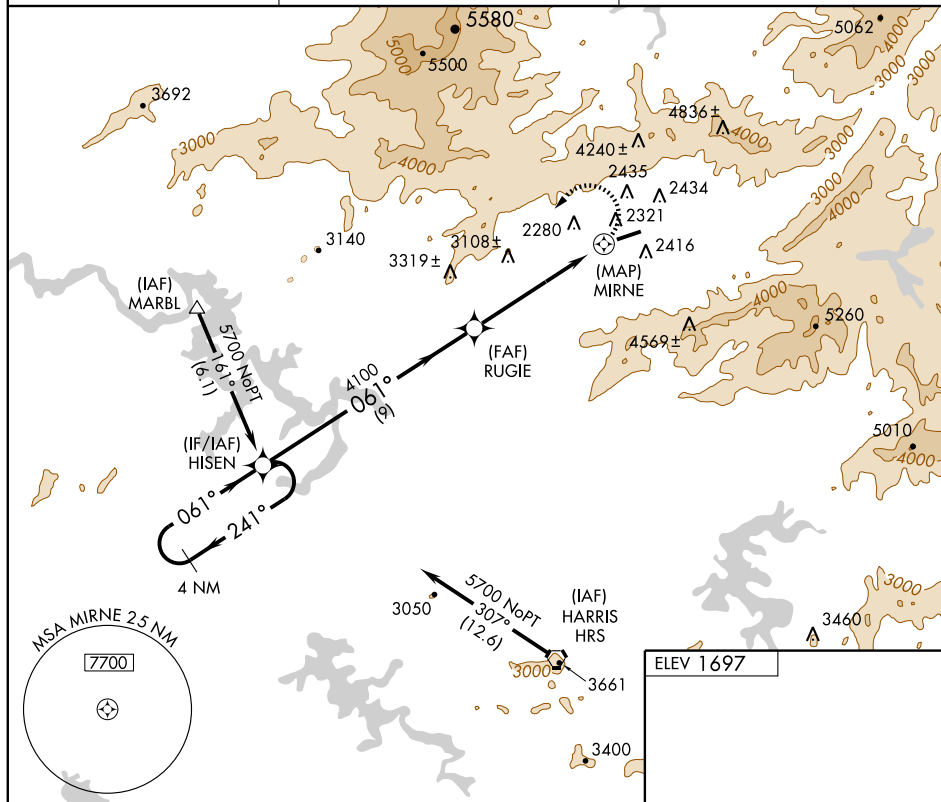 5580
5062
4000
3000
3000
5000
5500
3692
3000
4836±
4000
4240±
3000
4000
3000
4000
2435
2434
2280
2321
3140
3108±
3319±
2416
(MAP)
MIRNE
(IAF)
MARBL
5700 NoPT
161°
(6.1)
4000
5260
4569±
(FAF)
RUGIE
4100
061°
(9)
(IF/IAF)
HISEN
5010
4000
061°
241°
4 NM
5700 NoPT
307°
(12.6)
3050
(IAF)
HARRIS
HRS
3000
3460
3000
3661
MSA MIRNE 25 NM
7700
ELEV 1697
3400